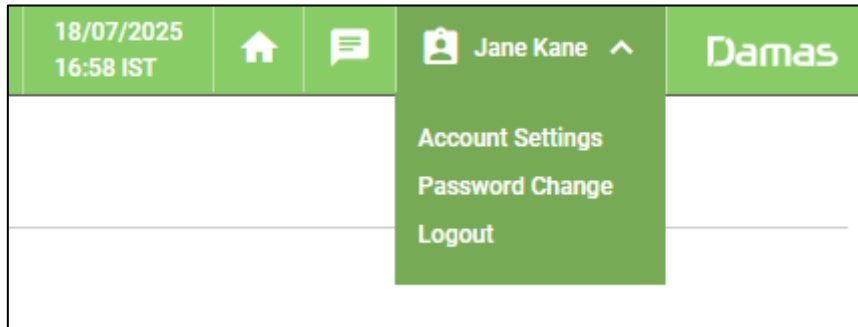 18/07/2025
16:58 IST
Jane Kane
Damas
Account Settings
Password Change
Logout